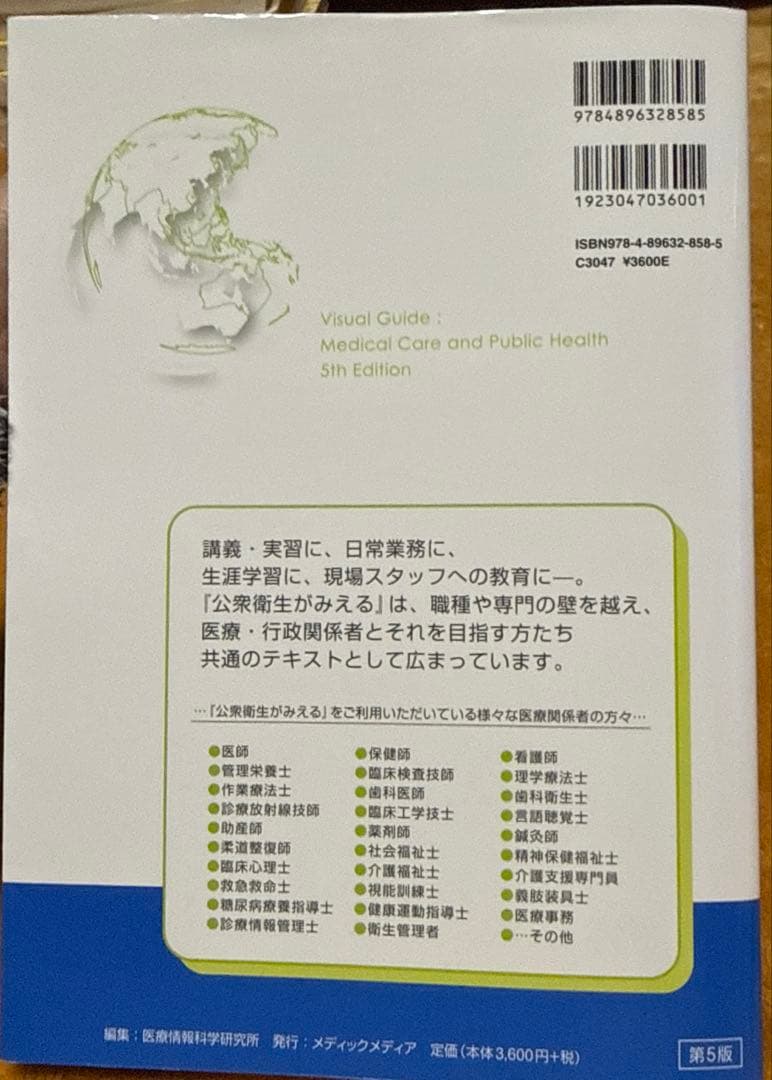 9784896328585
1923047036001
ISBN978-4-89632-858-5
C3047 ¥3600E
Visual Guide :
Medical Care and Public Health
5th Edition
講義・実習に、日常業務に、
生涯学習に、現場スタッフへの教育に―。
『公衆衛生がみえる』は、職種や専門の壁を越え、
医療・行政関係者とそれを目指す方たち
共通のテキストとして広まっています。
…『公衆衛生がみえる』をご利用いただいている様々な医療関係者の方々…
●医師 ●保健師 ●看護師
●管理栄養士 ●臨床検査技師 ●理学療法士
●作業療法士 ●歯科医師 ●歯科衛生士
●診療放射線技師 ●臨床工学技士 ●言語聴覚士
●助産師 ●薬剤師 ●鍼灸師
●柔道整復師 ●社会福祉士 ●精神保健福祉士
●臨床心理士 ●介護福祉士 ●介護支援専門員
●救急救命士 ●視能訓練士 ●義肢装具士
●糖尿病療養指導士 ●健康運動指導士 ●医療事務
●診療情報管理士 ●衛生管理者 ●…その他
編集：医療情報科学研究所 発行：メディックメディア 定価（本体3,600円+税）
第5版